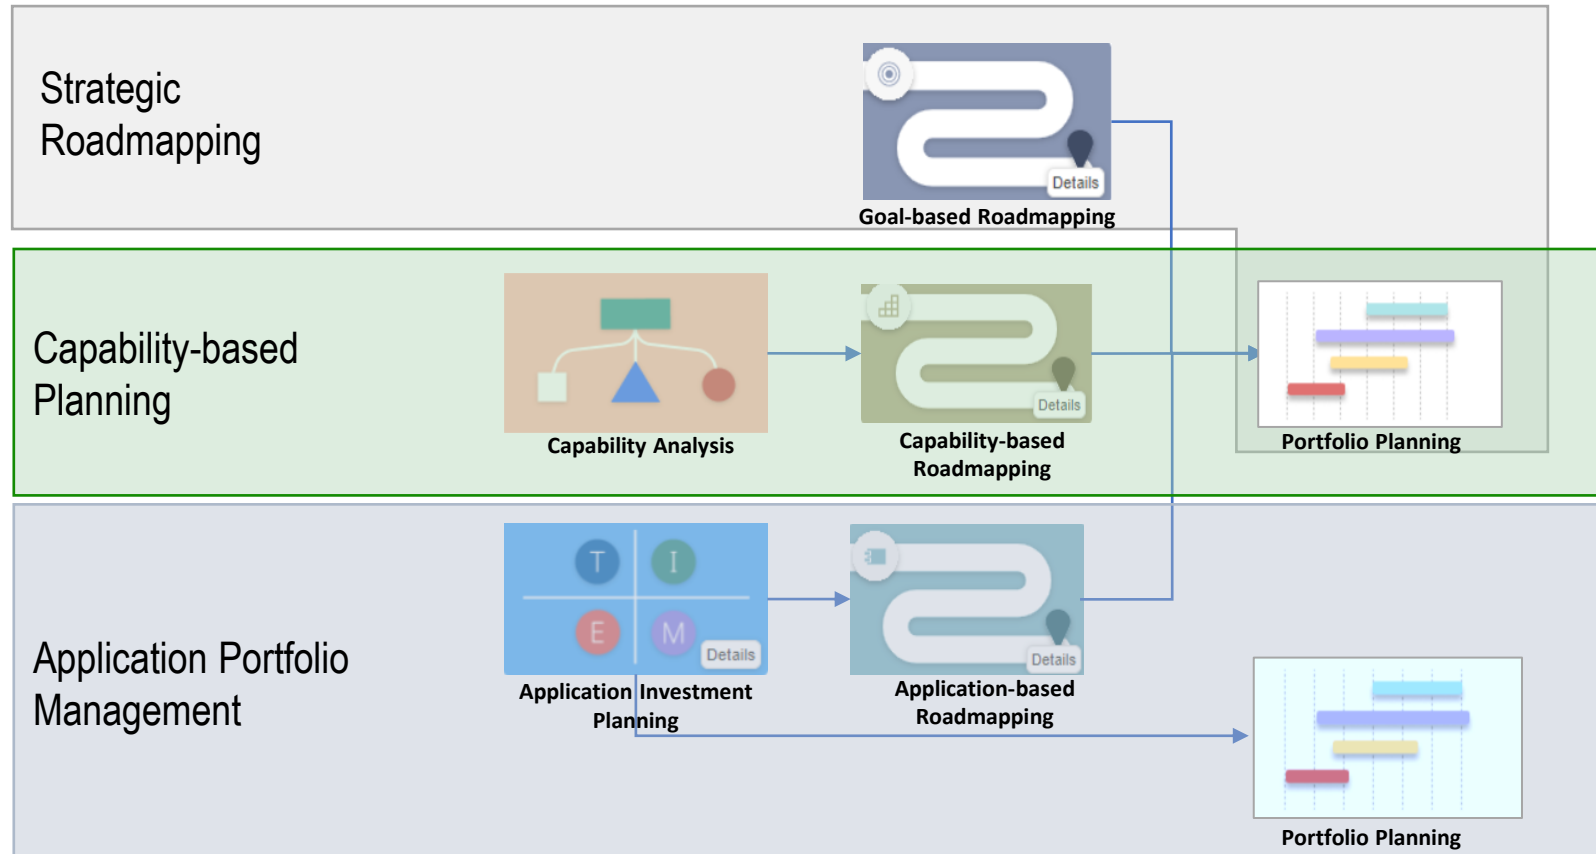 Strategic
Roadmapping
Details
Goal-based Roadmapping
Capability-based
Planning
Capability Analysis
Details
Capability-based
Roadmapping
Portfolio Planning
Application Portfolio
Management
T
I
E
M
Details
Application Investment
Planning
Details
Application-based
Roadmapping
Portfolio Planning